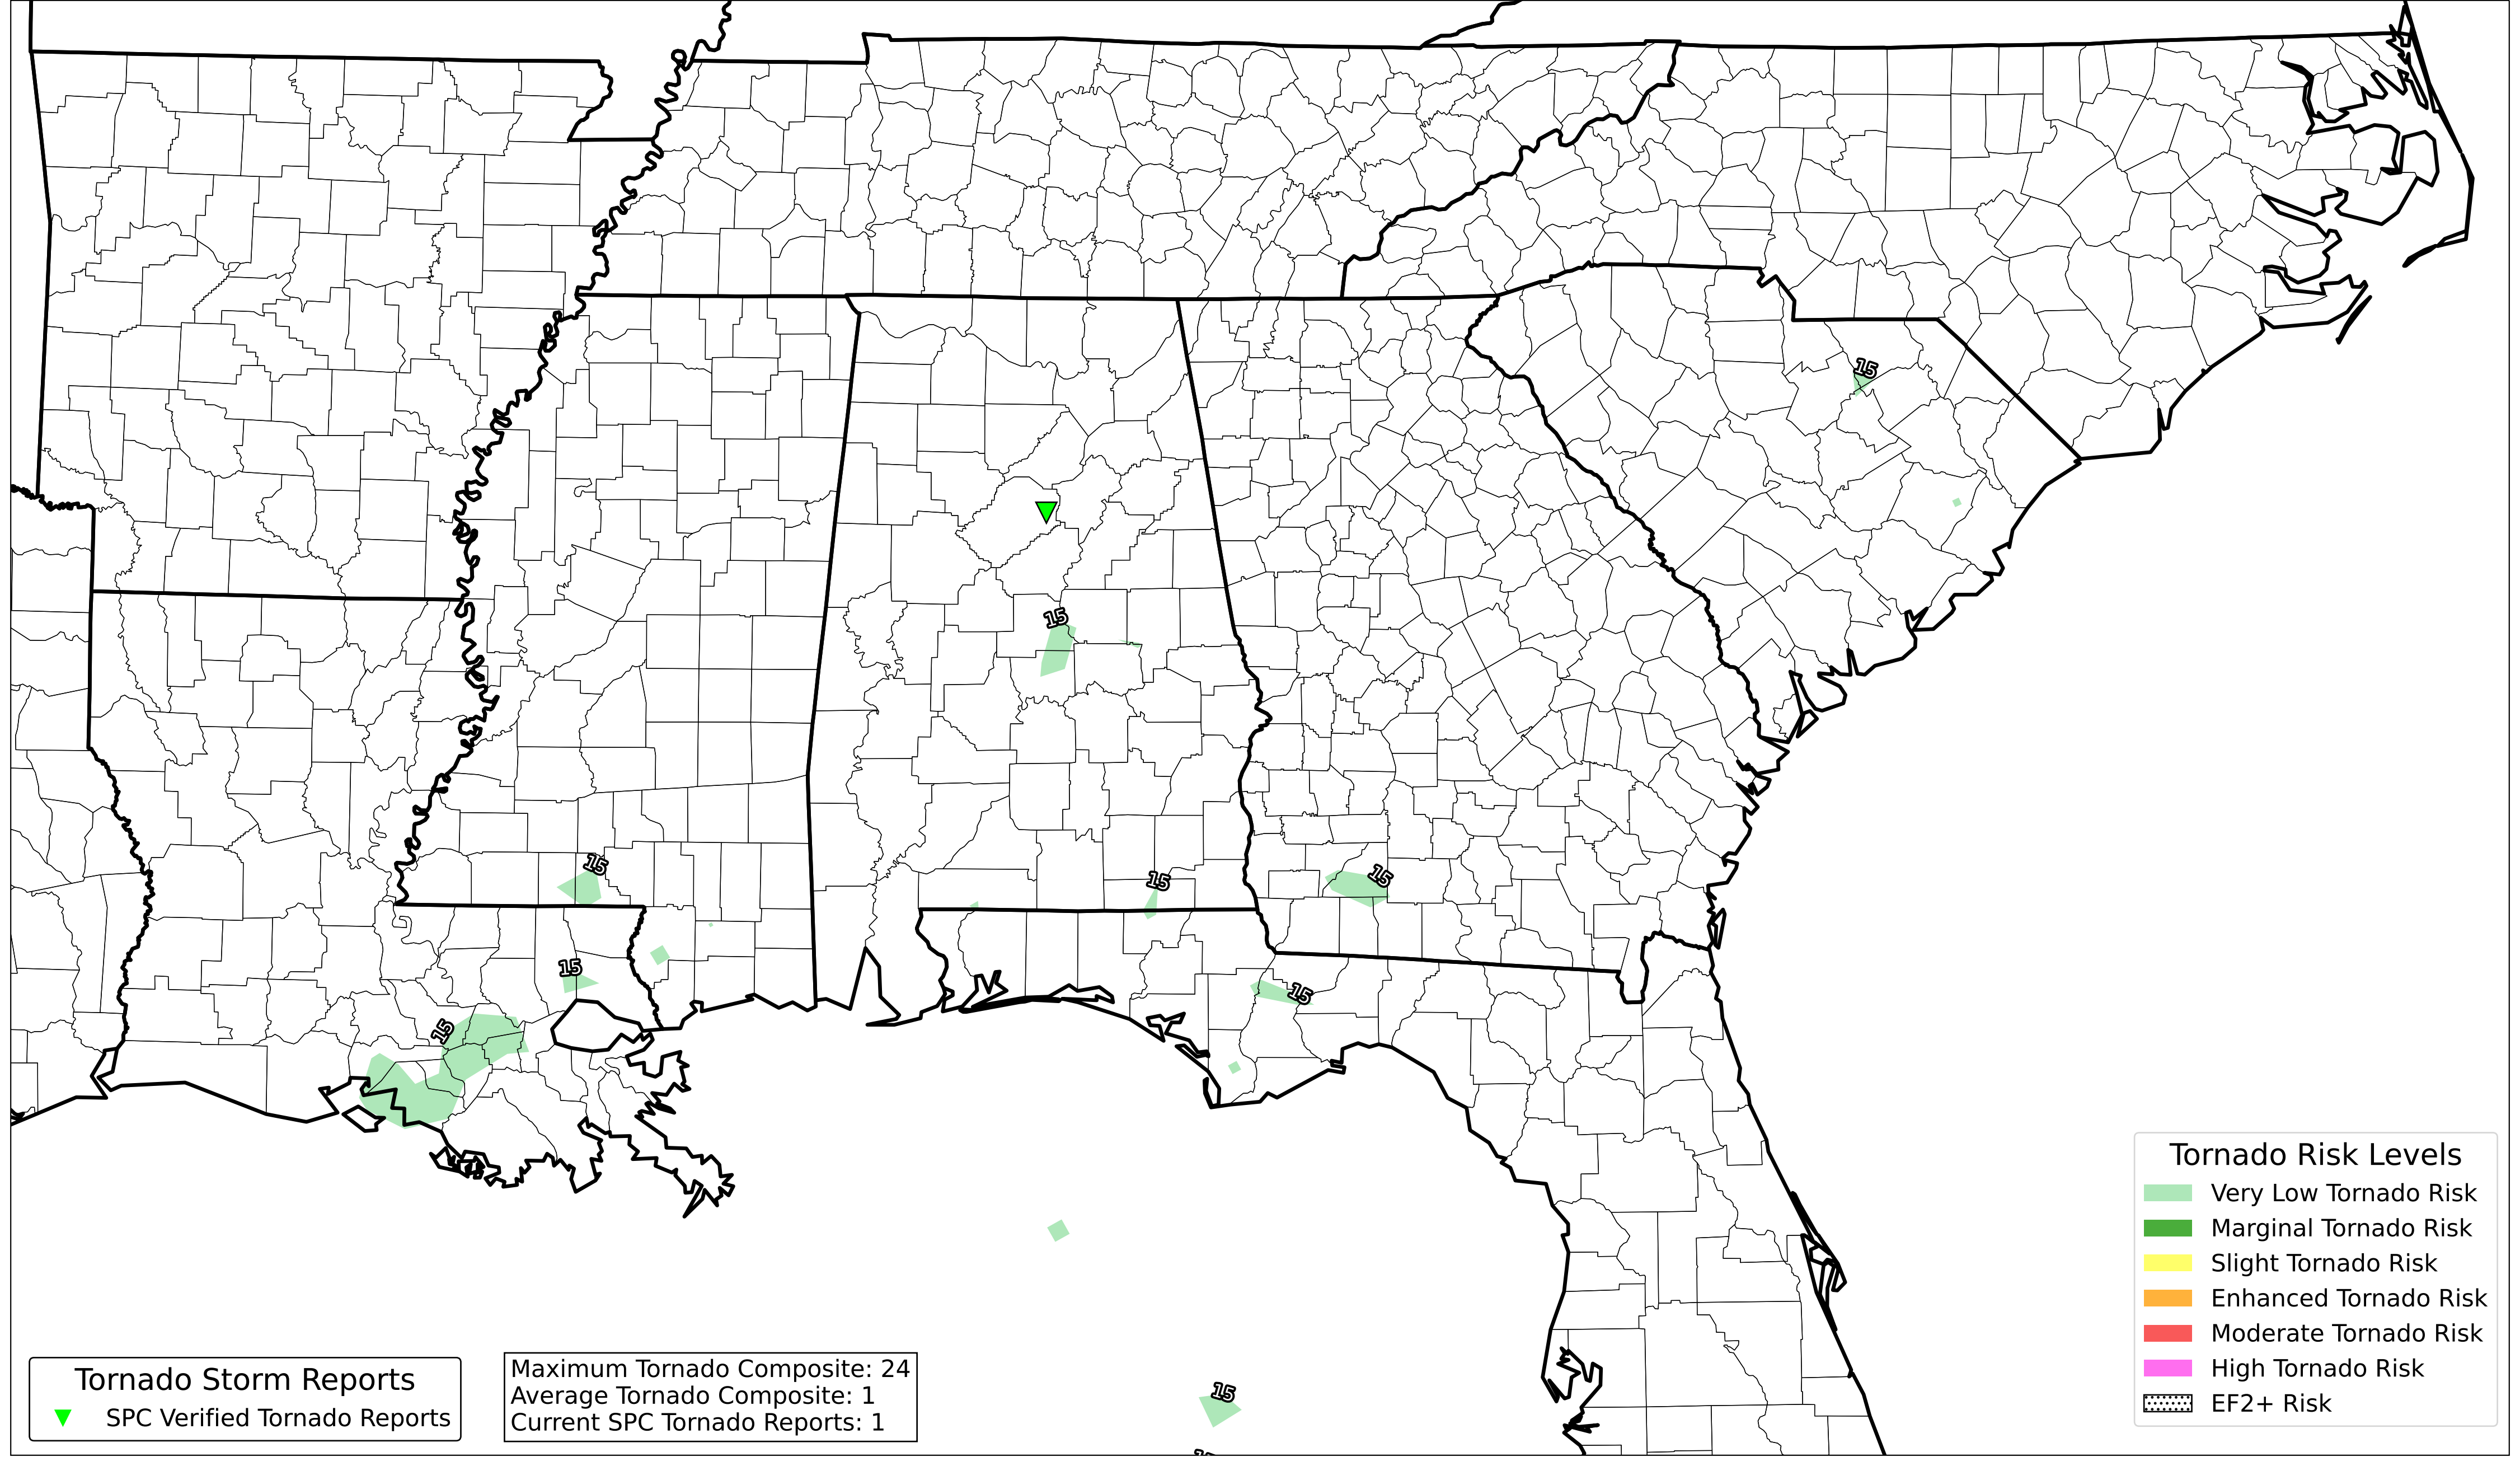 15
15
15
15
15
15
15
15
15
Tornado Risk Levels
Very Low Tornado Risk
Marginal Tornado Risk
Slight Tornado Risk
Enhanced Tornado Risk
Moderate Tornado Risk
High Tornado Risk
EF2+ Risk
Tornado Storm Reports
SPC Verified Tornado Reports
Maximum Tornado Composite: 24
Average Tornado Composite: 1
Current SPC Tornado Reports: 1